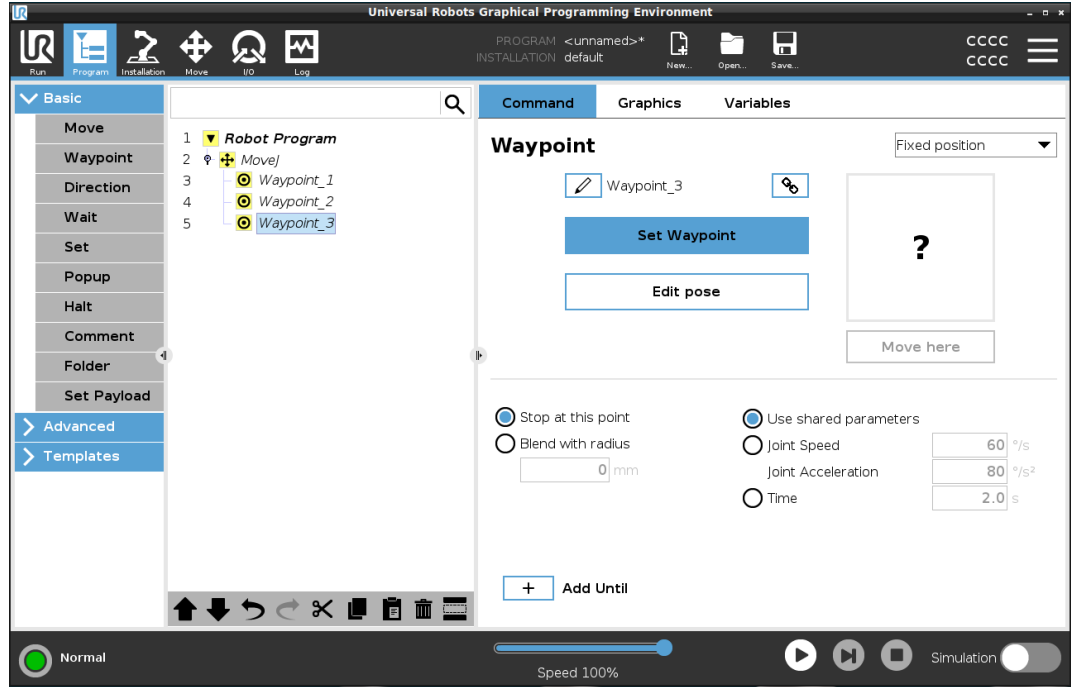 Universal Robots Graphical Programming Environment
Run
Program
Installation
Move
I/O
Log
PROGRAM <unnamed>*
INSTALLATION default
New...
Open...
Save...
CCCC
CCCC
Basic
Move
Waypoint
Direction
Wait
Set
Popup
Halt
Comment
Folder
Set Payload
Advanced
Templates
1 Robot Program
2 MoveJ
3 Waypoint_1
4 Waypoint_2
5 Waypoint_3
Command Graphics Variables
Waypoint
Fixed position
Waypoint_3
Set Waypoint
Edit pose
?
Move here
Stop at this point
Blend with radius
0 mm
Use shared parameters
Joint Speed 60 °/s
Joint Acceleration 80 °/s²
Time 2.0 s
+ Add Until
Normal
Speed 100%
Simulation